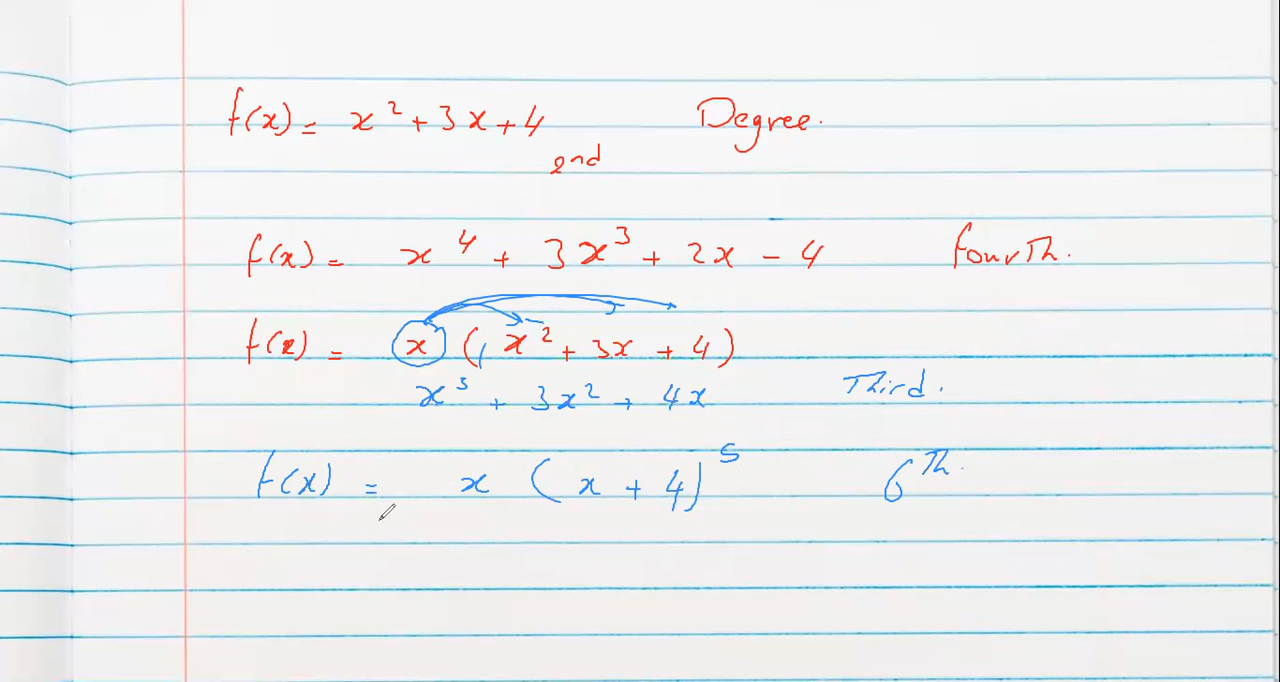 f(x) = x² + 3x + 4 Degree.
2nd
f(x) = x⁴ + 3x³ + 2x - 4 fourth.
f(x) = x (x² + 3x + 4)
x³ + 3x² + 4x Third.
f(x) = x (x + 4)⁵ 6Th.